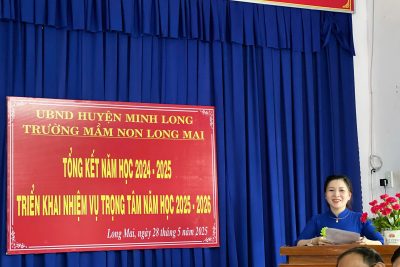 UBND HUYỆN MINH LONG
TRƯỜNG MẦM NON LONG MAI
TỔNG KẾT NĂM HỌC 2024 - 2025
TRIỂN KHAI NHIỆM VỤ TRỌNG TÂM NĂM HỌC 2025 - 2026
Long Mai, ngày 28 tháng 5 năm 2025